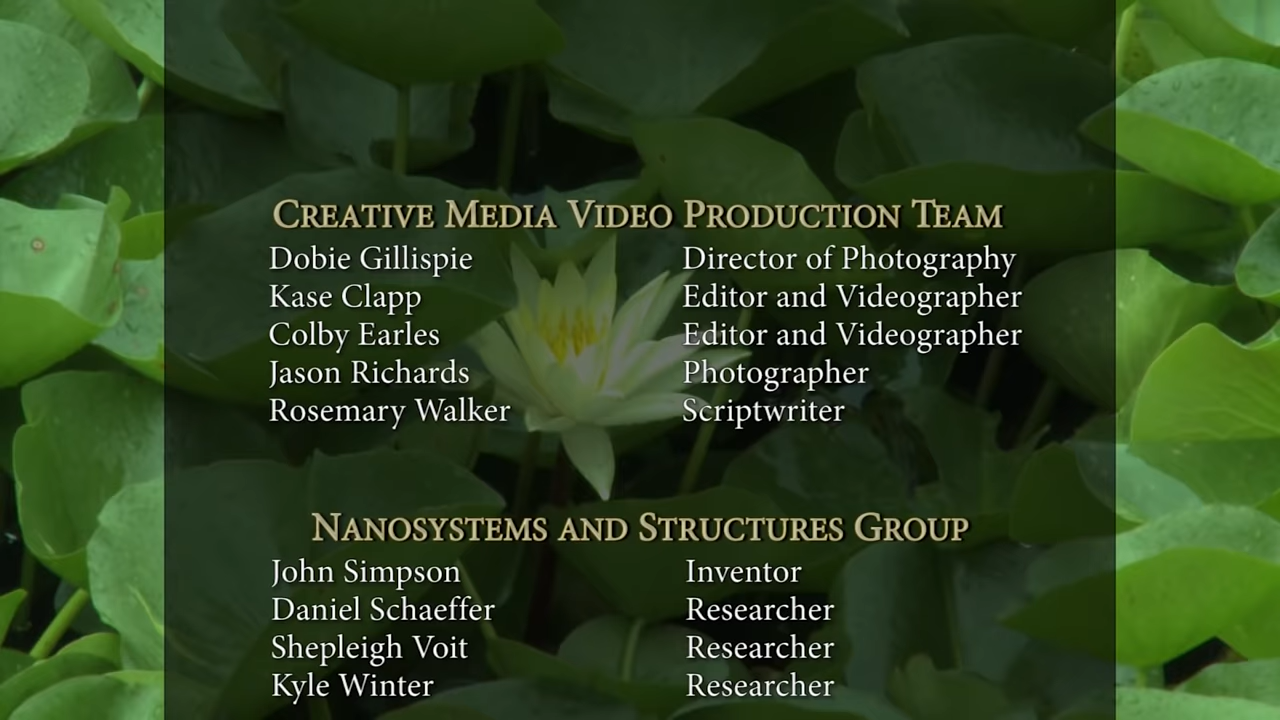 Creative Media Video Production Team
Dobie Gillispie Director of Photography
Kase Clapp Editor and Videographer
Colby Earles Editor and Videographer
Jason Richards Photographer
Rosemary Walker Scriptwriter
Nanosystems and Structures Group
John Simpson Inventor
Daniel Schaeffer Researcher
Shepleigh Voit Researcher
Kyle Winter Researcher